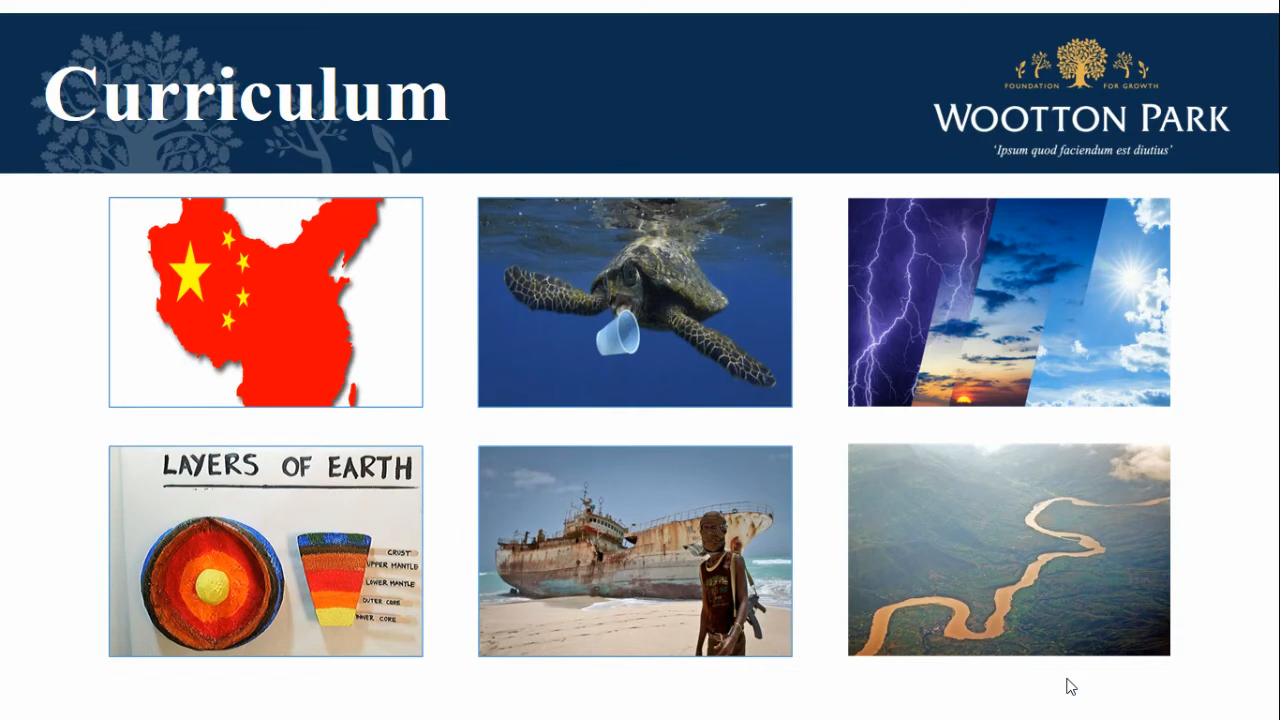 Curriculum
FOUNDATION FOR GROWTH
WOOTTON PARK
‘Ipsum quod faciendum est diutius’
LAYERS OF EARTH
CRUST
UPPER MANTLE
LOWER MANTLE
OUTER CORE
INNER CORE